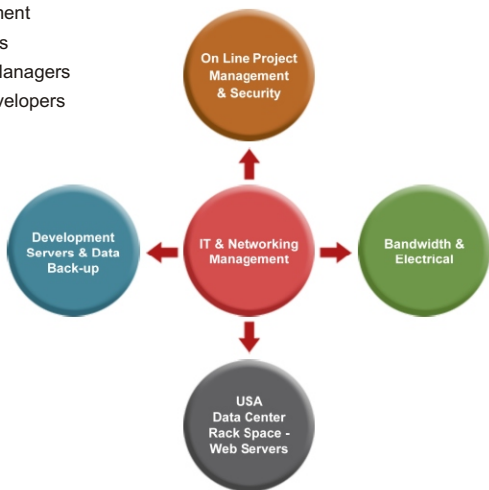 ment
s
Managers
velopers
On Line Project
Management
& Security
Development
Servers & Data
Back-up
IT & Networking
Management
Bandwidth &
Electrical
USA
Data Center
Rack Space -
Web Servers